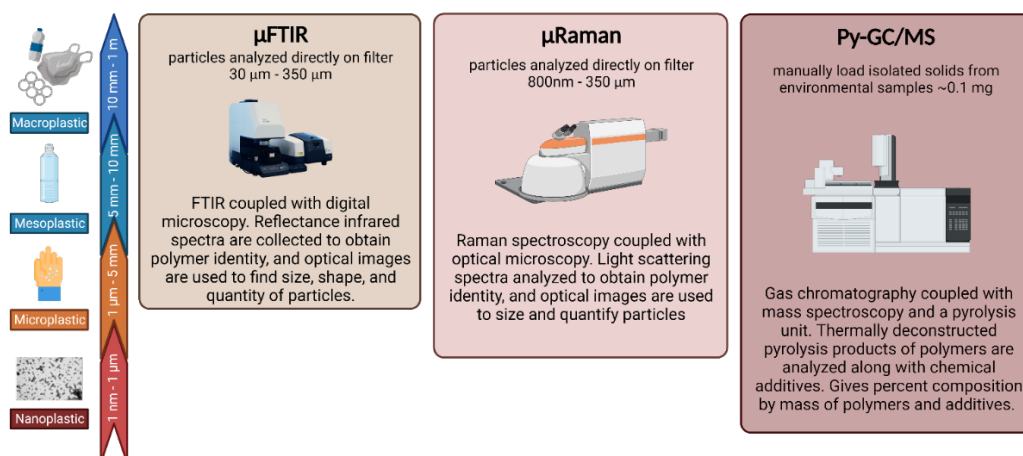 10 mm - 1 m
Macroplastic
5 mm - 10 mm
Mesoplastic
1 μm - 5 mm
Microplastic
1 nm - 1 μm
Nanoplastic
μFTIR
particles analyzed directly on filter
30 μm - 350 μm
FTIR coupled with digital
microscopy. Reflectance infrared
spectra are collected to obtain
polymer identity, and optical images
are used to find size, shape, and
quantity of particles.
μRaman
particles analyzed directly on filter
800nm - 350 μm
Raman spectroscopy coupled with
optical microscopy. Light scattering
spectra analyzed to obtain polymer
identity, and optical images are used
to size and quantify particles
Py-GC/MS
manually load isolated solids from
environmental samples ~0.1 mg
Gas chromatography coupled with
mass spectroscopy and a pyrolysis
unit. Thermally deconstructed
pyrolysis products of polymers are
analyzed along with chemical
additives. Gives percent composition
by mass of polymers and additives.